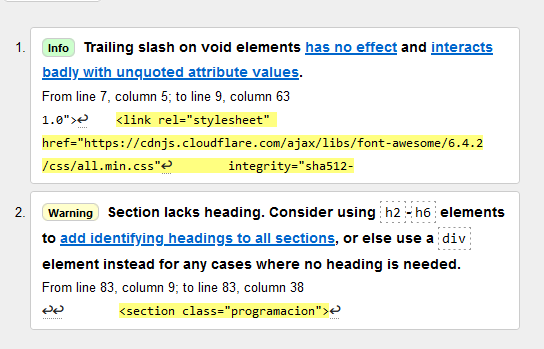 1. Info Trailing slash on void elements has no effect and interacts
badly with unquoted attribute values.
From line 7, column 5; to line 9, column 63
1.0">↩ <link rel="stylesheet"
href="https://cdnjs.cloudflare.com/ajax/libs/font-awesome/6.4.2
/css/all.min.css"↩ integrity="sha512-
2. Warning Section lacks heading. Consider using h2-h6 elements
to add identifying headings to all sections, or else use a div
element instead for any cases where no heading is needed.
From line 83, column 9; to line 83, column 38
↩↩ <section class="programacion">↩